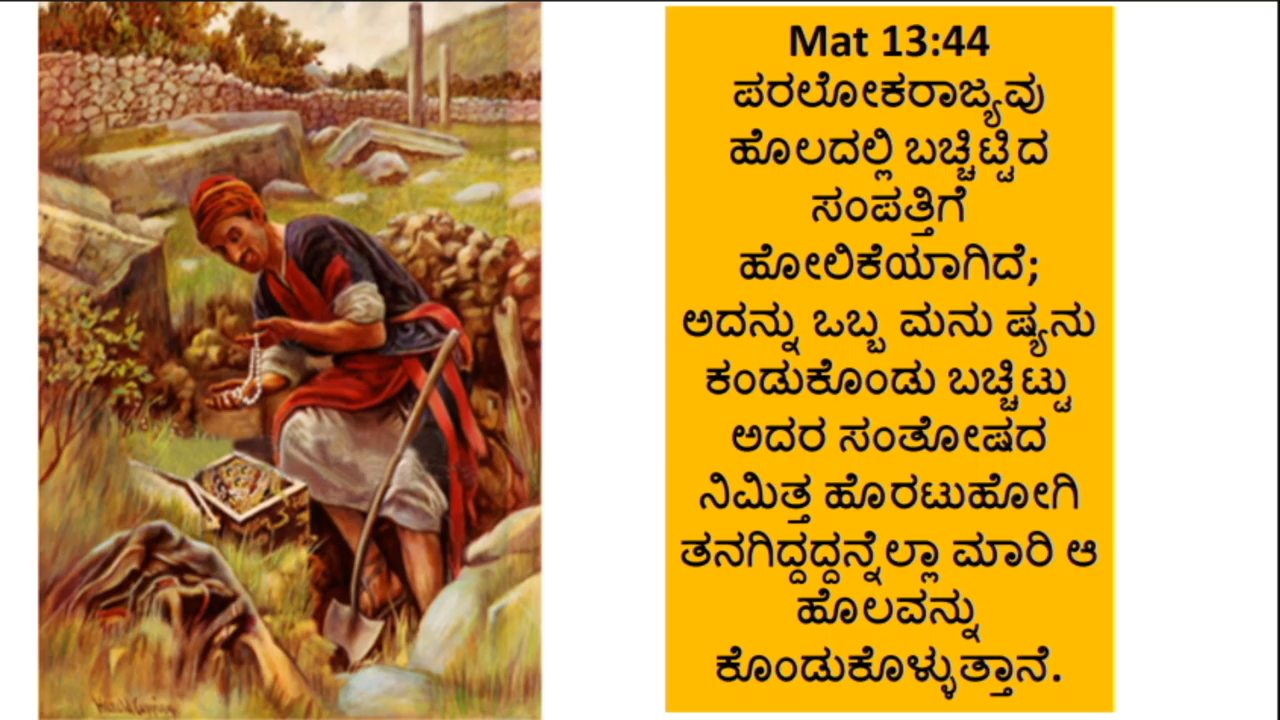 Mat 13:44
ಪರಲೋಕರಾಜ್ಯವು
ಹೊಲದಲ್ಲಿ ಬಚ್ಚಿಟ್ಟಿದ
ಸಂಪತ್ತಿಗೆ
ಹೋಲಿಕೆಯಾಗಿದೆ;
ಅದನ್ನು ಒಬ್ಬ ಮನು ಷ್ಯನು
ಕಂಡುಕೊಂಡು ಬಚ್ಚಿಟ್ಟು
ಅದರ ಸಂತೋಷದ
ನಿಮಿತ್ತ ಹೊರಟುಹೋಗಿ
ತನಗಿದ್ದದ್ದನ್ನೆಲ್ಲಾ ಮಾರಿ ಆ
ಹೊಲವನ್ನು
ಕೊಂಡುಕೊಳ್ಳುತ್ತಾನೆ.